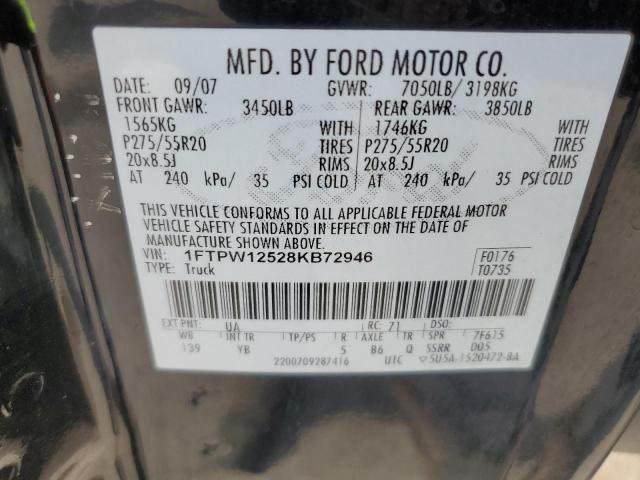 MFD. BY FORD MOTOR CO.
DATE: 09/07 GVWR: 7050LB/ 3198KG
FRONT GAWR: 3450LB REAR GAWR: 3850LB
1565KG WITH 1746KG WITH
P275/55R20 TIRES P275/55R20 TIRES
20x8.5J RIMS 20x8.5J RIMS
AT 240 kPa/ 35 PSI COLD AT 240 kPa/ 35 PSI COLD
THIS VEHICLE CONFORMS TO ALL APPLICABLE FEDERAL MOTOR
VEHICLE SAFETY STANDARDS IN EFFECT ON THE DATE OF
MANUFACTURE SHOWN ABOVE.
VIN: 1FTPW12528KB72946 F0176
TYPE: Truck T0735
EXT PNT: UA RC: 71 DSO:
WB INT TR TP/PS R AXLE TR SPR 7F615
139 YB 5 B6 Q SSRR D05
2200709287416 UTC 5U5A-1520472-BA